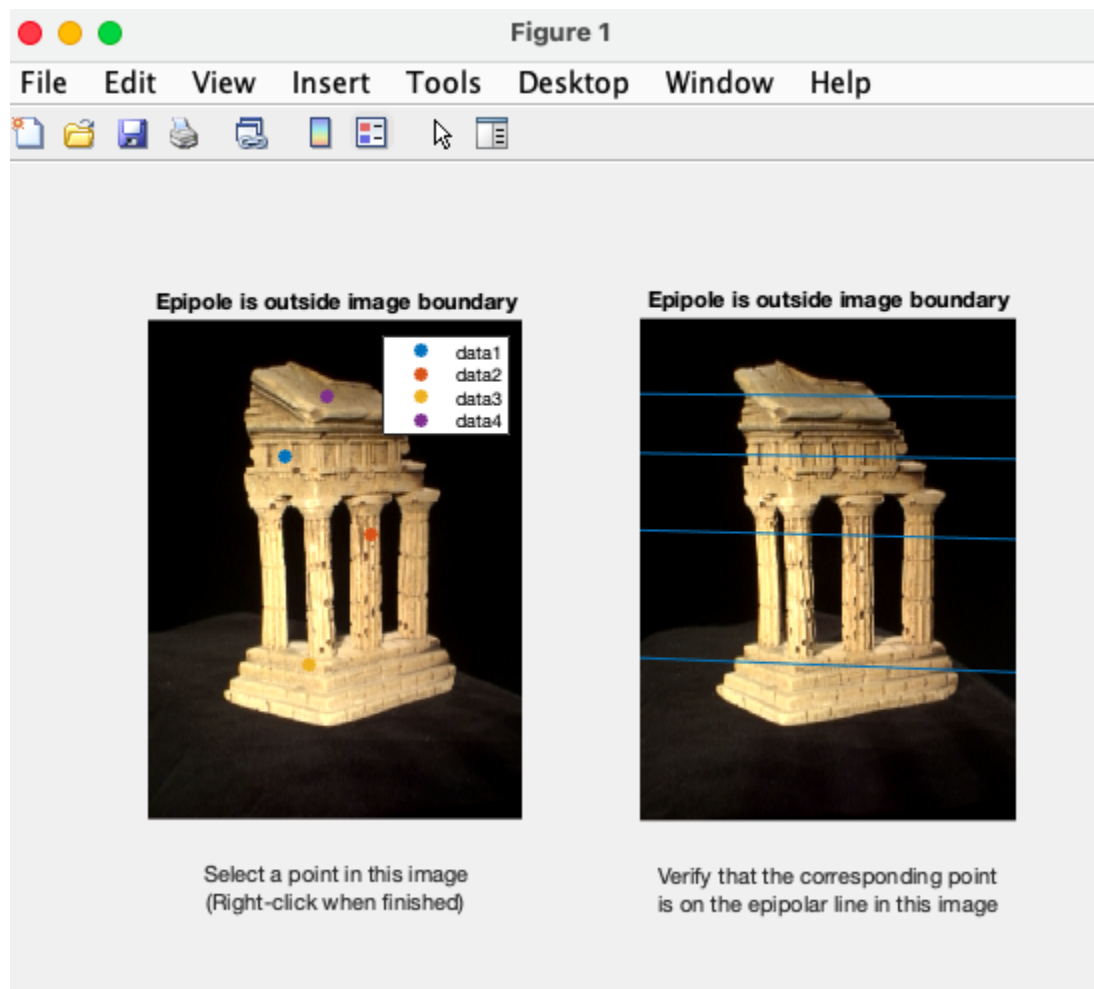 Figure 1
File Edit View Insert Tools Desktop Window Help
Epipole is outside image boundary
data1
data2
data3
data4
Select a point in this image
(Right-click when finished)
Epipole is outside image boundary
Verify that the corresponding point
is on the epipolar line in this image